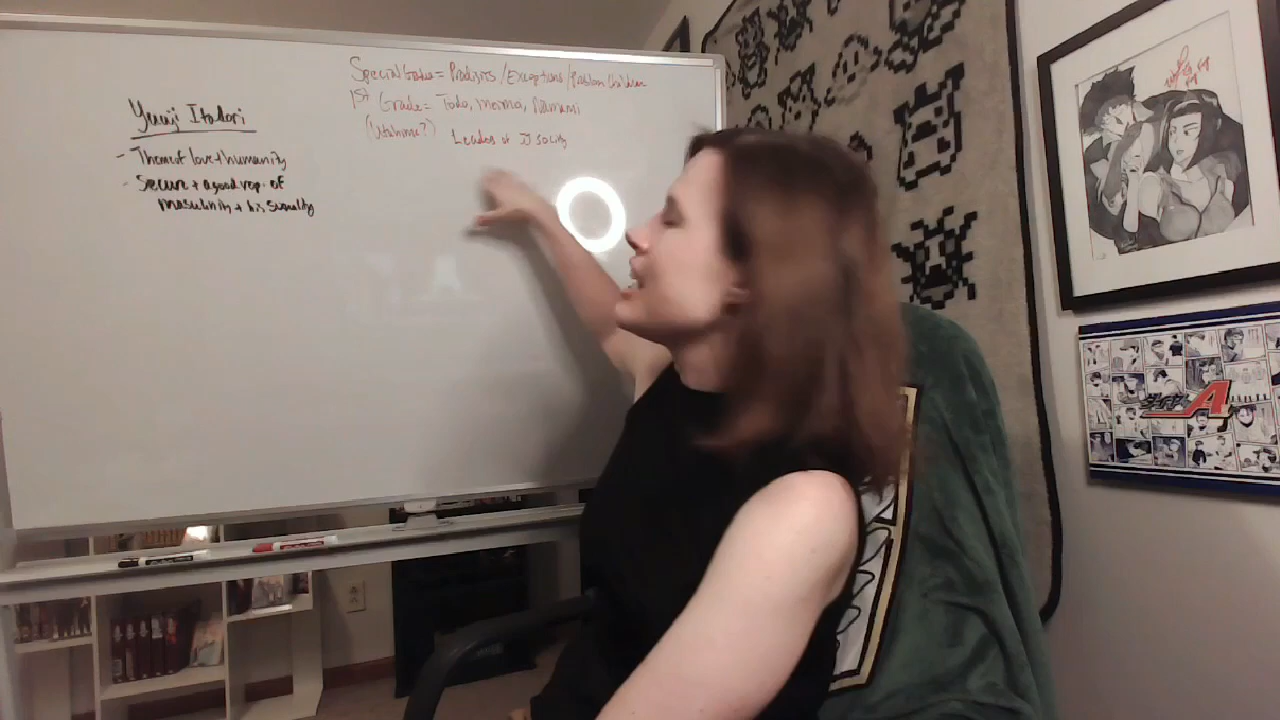 Yuuji Itadori
- Theme of love + humanity
- Secure + a good rep. of
masculinity + his sexuality
Special Grade = Prodigies / Exceptions / Problem Children
1st Grade = Todo, Meimei, Nanami
(Utahime?) Leaders of JJ Society
A